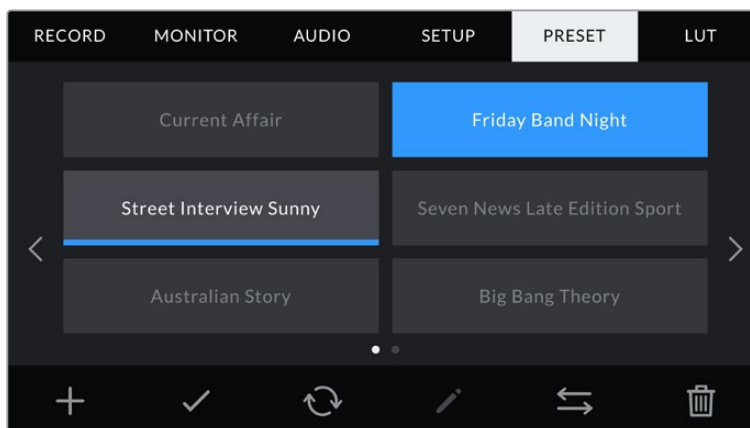 RECORD MONITOR AUDIO SETUP PRESET LUT
Current Affair Friday Band Night
Street Interview Sunny Seven News Late Edition Sport
Australian Story Big Bang Theory